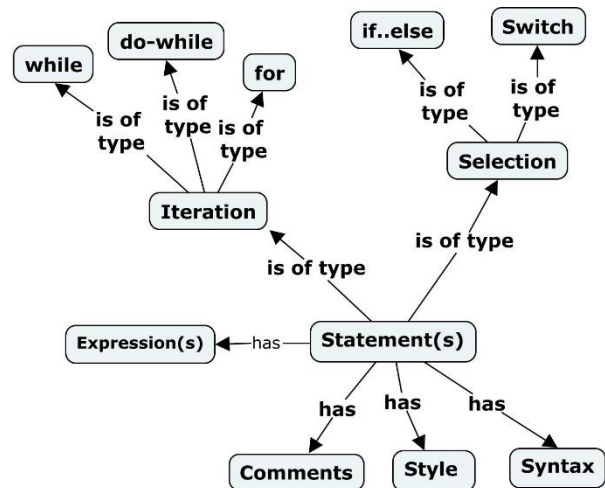 do-while
while
for
if..else
Switch
is of
type
is of
type
is of
type
is of
type
is of
type
Iteration
Selection
is of type
is of type
Expression(s)
has
Statement(s)
has
has
has
Comments
Style
Syntax